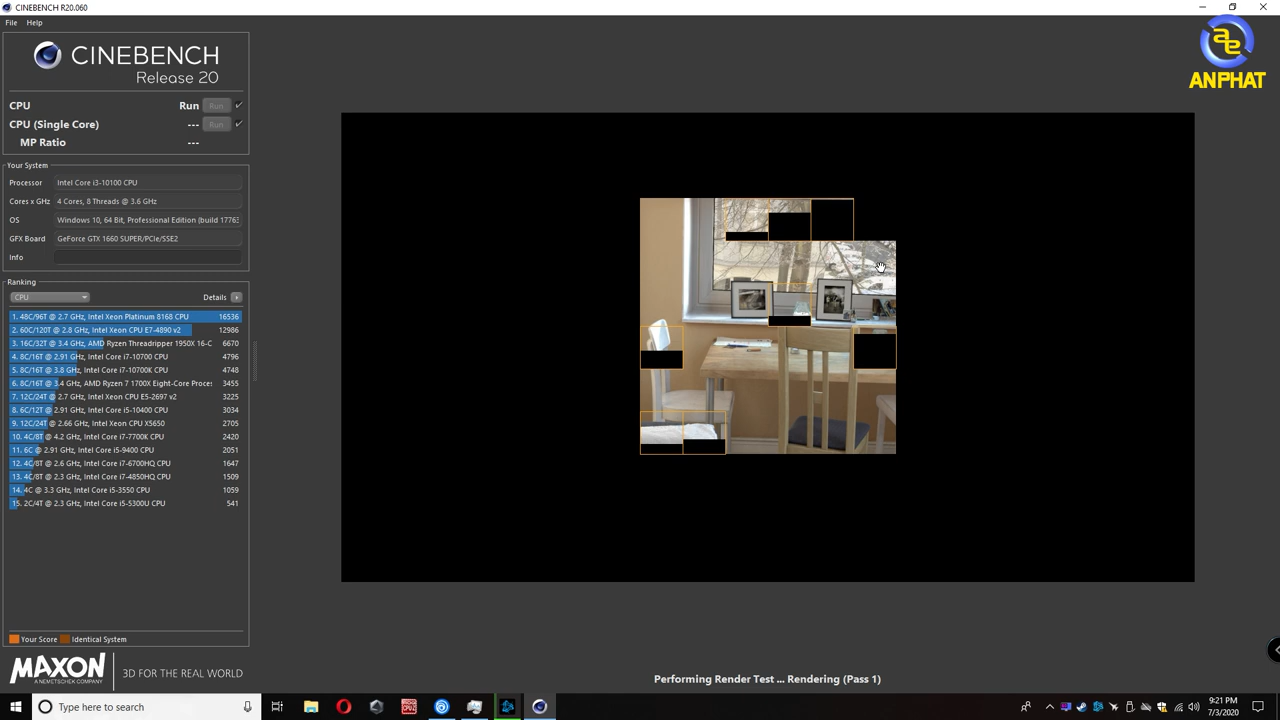 CINEBENCH R20.060
File Help
ae
ANPHAT
CINEBENCH
Release 20
CPU Run Run
CPU (Single Core) --- Run
MP Ratio ---
Your System
Processor Intel Core i3-10100 CPU
Cores x GHz 4 Cores, 8 Threads @ 3.6 GHz
OS Windows 10, 64 Bit, Professional Edition (build 17763
GFX Board GeForce GTX 1660 SUPER/PCIe/SSE2
Info
Ranking
CPU Details
1. 48C/96T @ 2.7 GHz, Intel Xeon Platinum 8168 CPU 16536
2. 60C/120T @ 2.8 GHz, Intel Xeon CPU E7-4890 v2 12986
3. 16C/32T @ 3.4 GHz, AMD Ryzen Threadripper 1950X 16-C 6670
4. 8C/16T @ 2.91 GHz, Intel Core i7-10700 CPU 4796
5. 8C/16T @ 3.8 GHz, Intel Core i7-10700K CPU 4748
6. 8C/16T @ 3.4 GHz, AMD Ryzen 7 1700X Eight-Core Proces 3455
7. 12C/24T @ 2.7 GHz, Intel Xeon CPU E5-2697 v2 3225
8. 6C/12T @ 2.91 GHz, Intel Core i5-10400 CPU 3034
9. 12C/24T @ 2.66 GHz, Intel Xeon CPU X5650 2705
10. 4C/8T @ 4.2 GHz, Intel Core i7-7700K CPU 2420
11. 6C @ 2.91 GHz, Intel Core i5-9400 CPU 2051
12. 4C/8T @ 2.6 GHz, Intel Core i7-6700HQ CPU 1647
13. 4C/8T @ 2.3 GHz, Intel Core i7-4850HQ CPU 1509
14. 4C @ 3.3 GHz, Intel Core i5-3550 CPU 1059
15. 2C/4T @ 2.3 GHz, Intel Core i5-5300U CPU 541
Your Score Identical System
MAXON
A NEMETSCHEK COMPANY
3D FOR THE REAL WORLD
Performing Render Test ... Rendering (Pass 1)
Type here to search
9:21 PM
7/3/2020